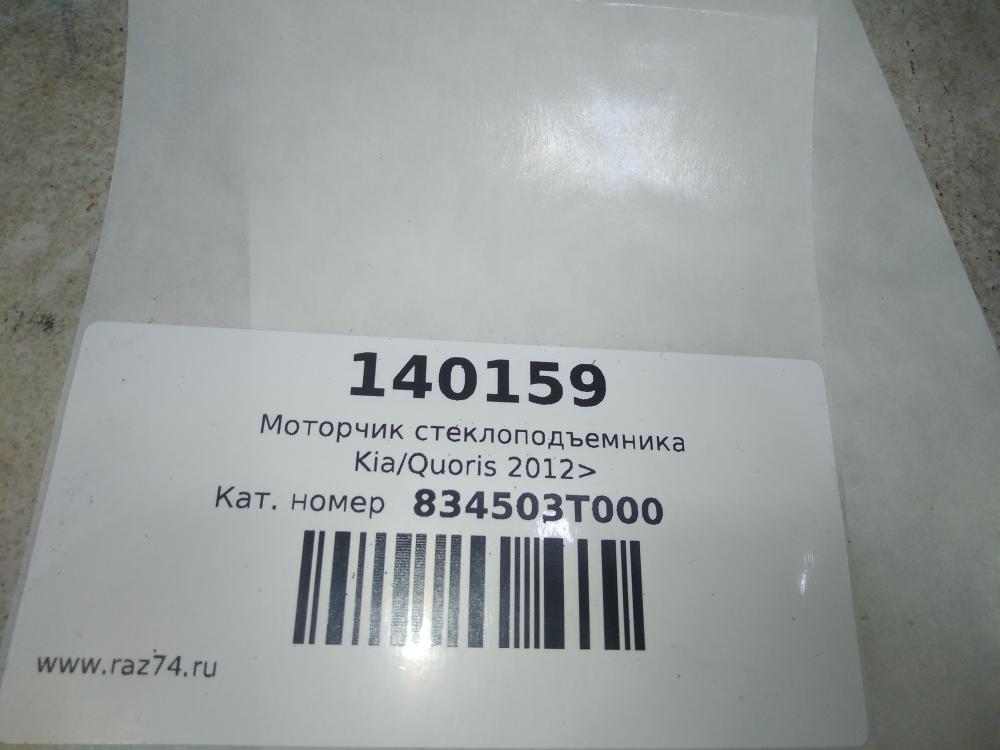 140159
Моторчик стеклоподъемника
Kia/Quoris 2012>
Кат. номер 834503T000
www.raz74.ru